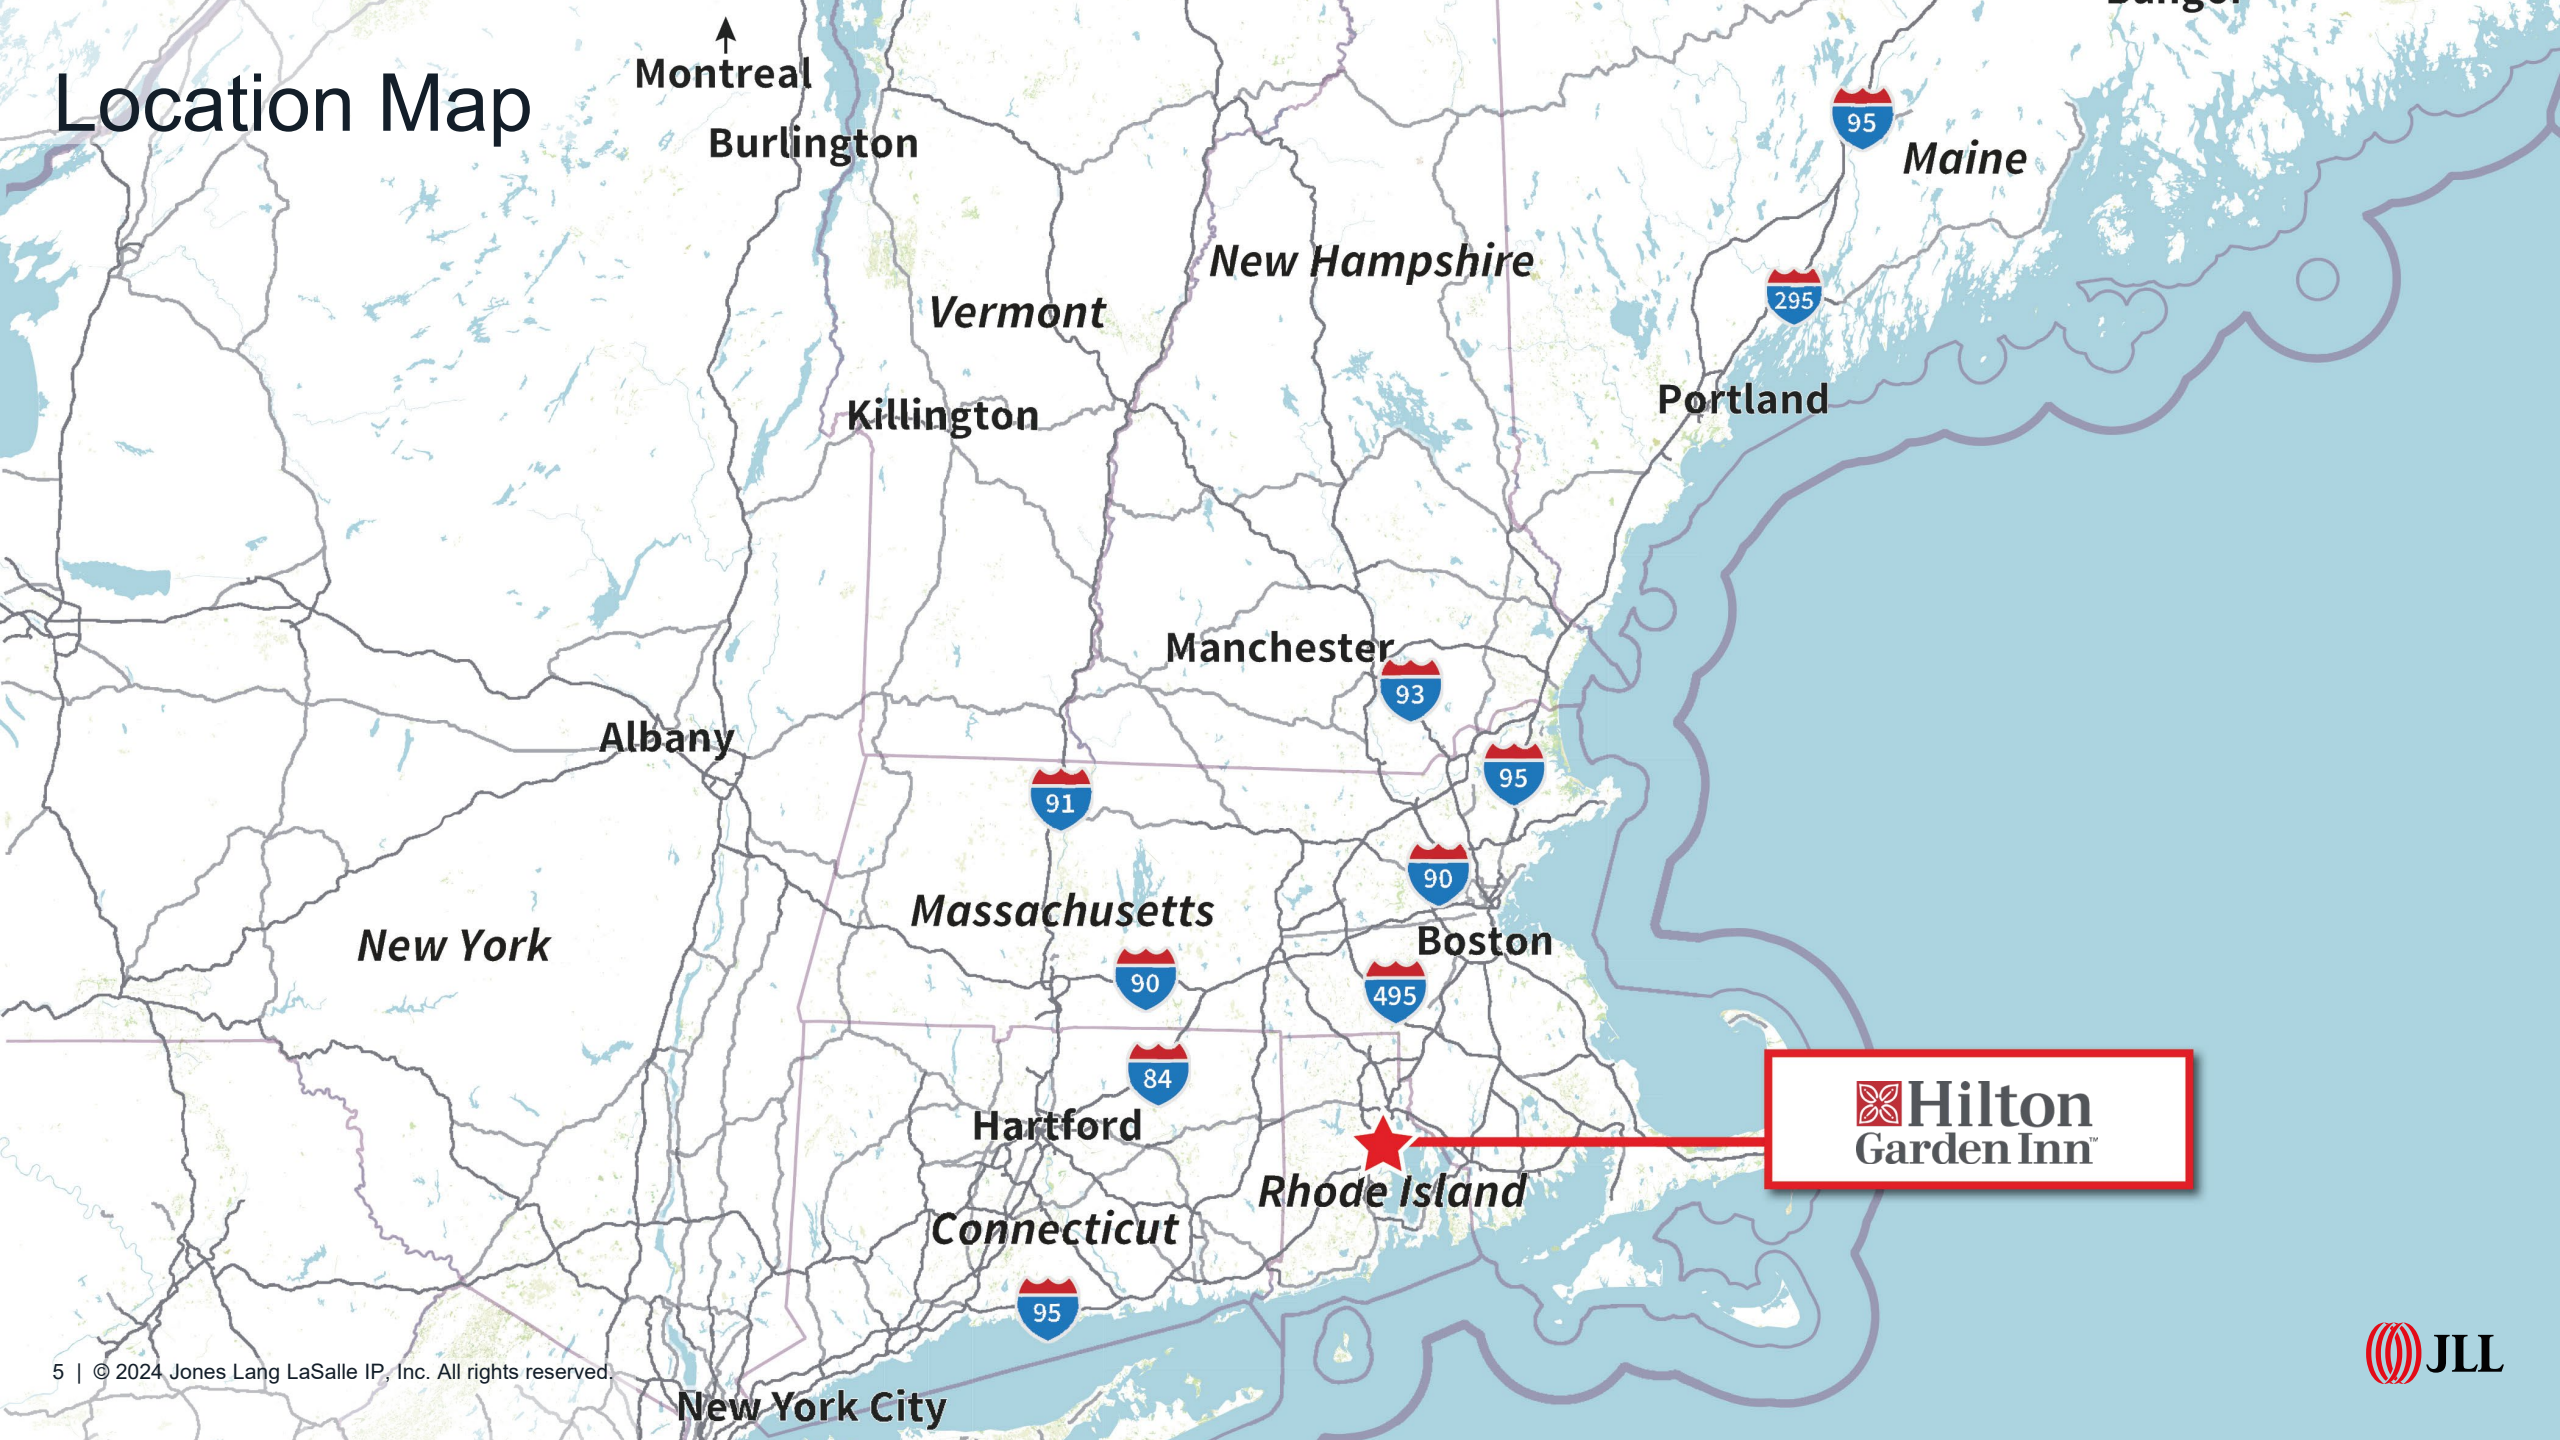 Location Map
Bangor
Montreal
Burlington
95
Maine
New Hampshire
295
Vermont
Portland
Killington
Manchester
93
Albany
95
91
90
Massachusetts
New York
Boston
90
495
84
Hartford
Hilton
Garden Inn™
Rhode Island
Connecticut
95
5 | © 2024 Jones Lang LaSalle IP, Inc. All rights reserved.
JLL
New York City